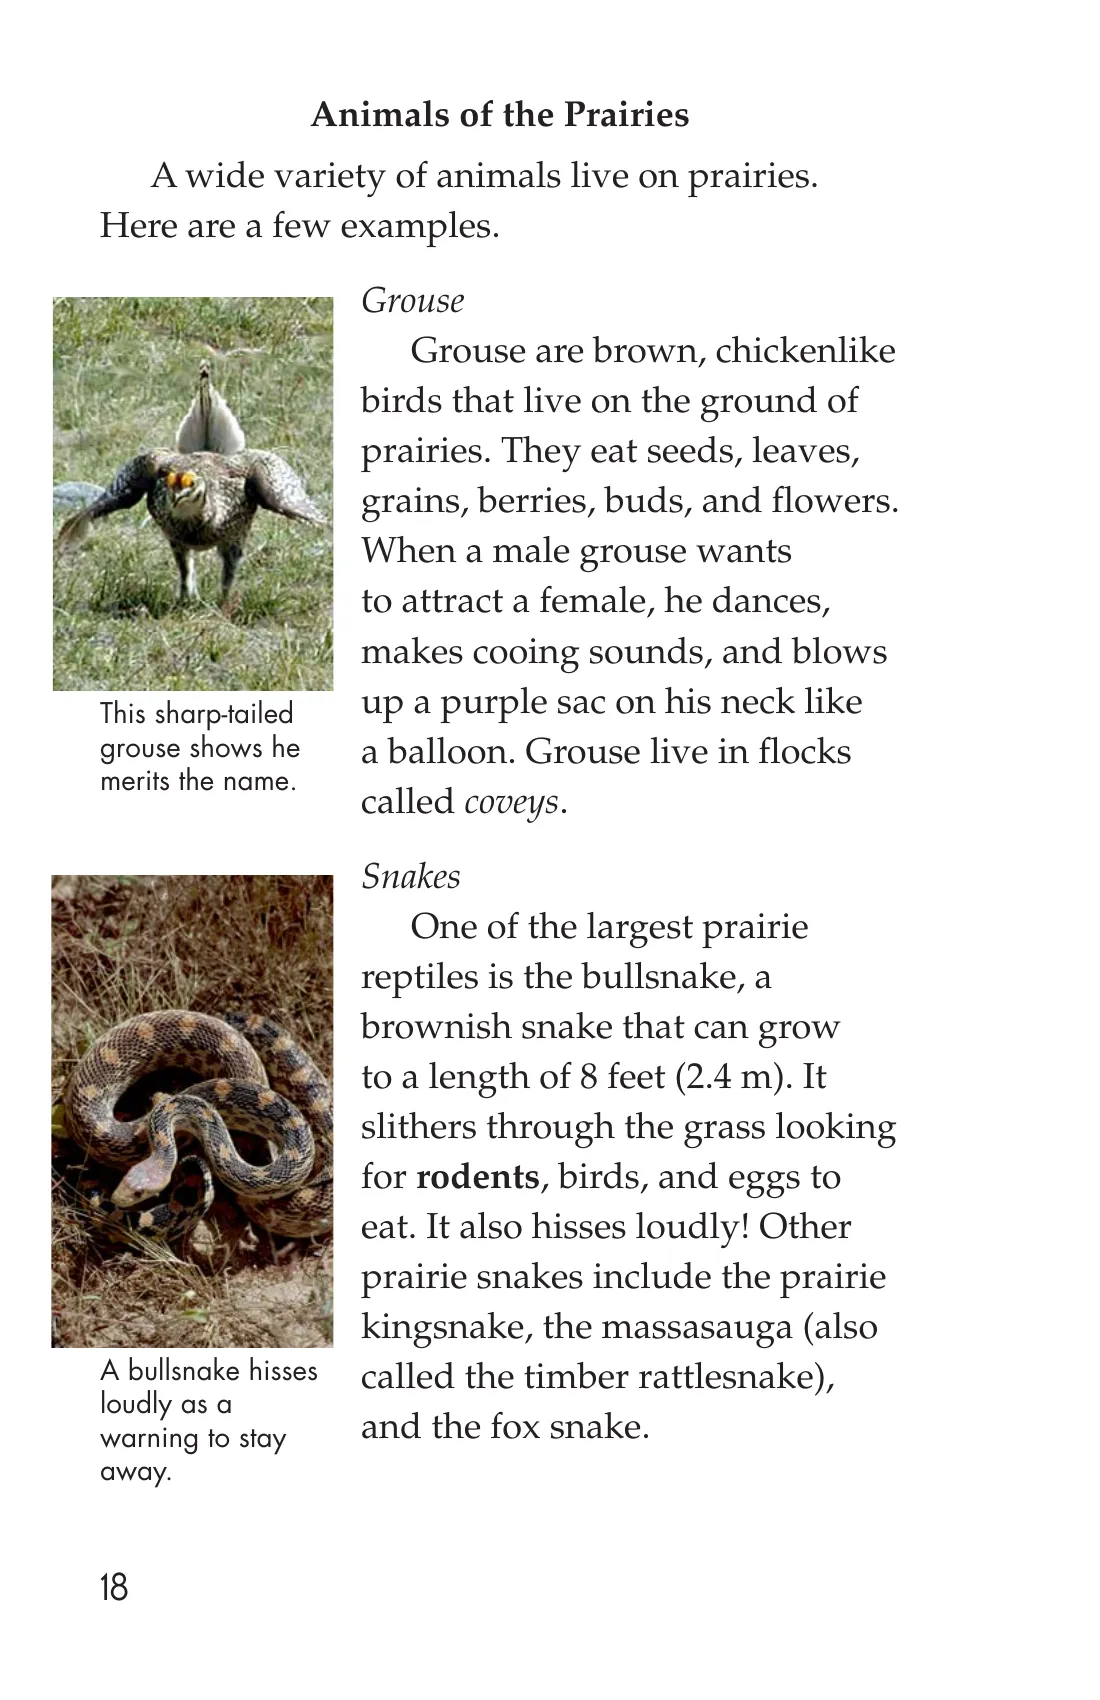 Animals of the Prairies
A wide variety of animals live on prairies.
Here are a few examples.
Grouse
Grouse are brown, chickenlike
birds that live on the ground of
prairies. They eat seeds, leaves,
grains, berries, buds, and flowers.
When a male grouse wants
to attract a female, he dances,
makes cooing sounds, and blows
up a purple sac on his neck like
a balloon. Grouse live in flocks
called coveys.
This sharp-tailed
grouse shows he
merits the name.
Snakes
One of the largest prairie
reptiles is the bullsnake, a
brownish snake that can grow
to a length of 8 feet (2.4 m). It
slithers through the grass looking
for rodents, birds, and eggs to
eat. It also hisses loudly! Other
prairie snakes include the prairie
kingsnake, the massasauga (also
called the timber rattlesnake),
and the fox snake.
A bullsnake hisses
loudly as a
warning to stay
away.
18